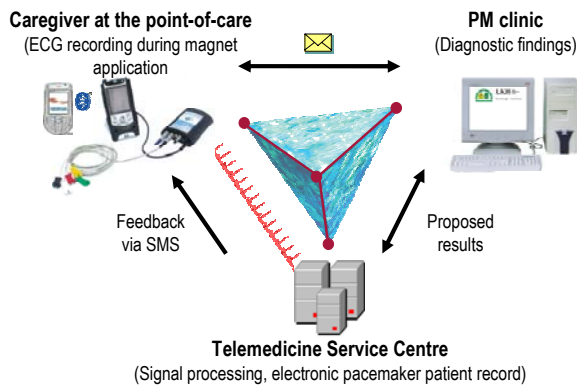 Caregiver at the point-of-care
(ECG recording during magnet
application
PM clinic
(Diagnostic findings)
LKH
Feedback
via SMS
Proposed
results
Telemedicine Service Centre
(Signal processing, electronic pacemaker patient record)